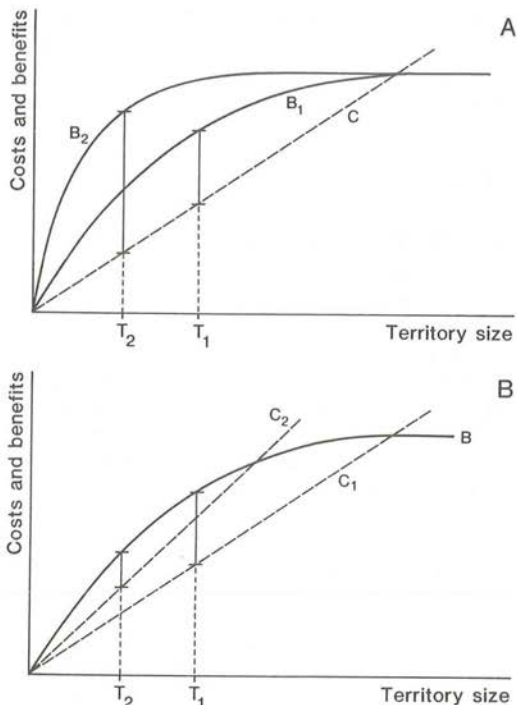 A
Costs and benefits
B2
B1
C
T2
T1
Territory size
B
Costs and benefits
C2
B
C1
T2
T1
Territory size